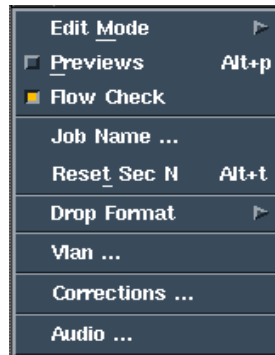 Edit Mode
Previews Alt+p
Flow Check
Job Name ...
Reset Sec N Alt+t
Drop Format
Vlan ...
Corrections ...
Audio ...